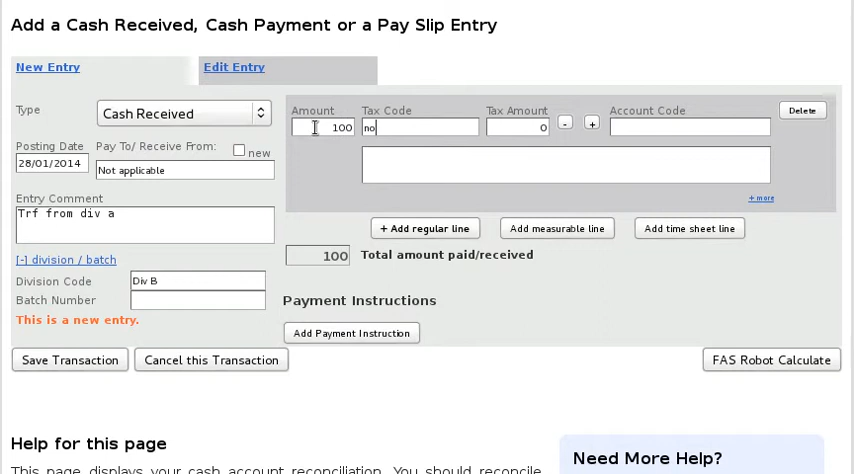 Add a Cash Received, Cash Payment or a Pay Slip Entry
New Entry
Edit Entry
Type
Cash Received
Posting Date
Pay To/ Receive From:
new
28/01/2014
Not applicable
Entry Comment
Trf from div a
[-] division / batch
Division Code
Div B
Batch Number
This is a new entry.
Amount
Tax Code
Tax Amount
Account Code
Delete
100
no
0
-
+
+ more
+ Add regular line
Add measurable line
Add time sheet line
100
Total amount paid/received
Payment Instructions
Add Payment Instruction
Save Transaction
Cancel this Transaction
FAS Robot Calculate
Help for this page
This page displays your cash account reconciliation. You should reconcile
Need More Help?